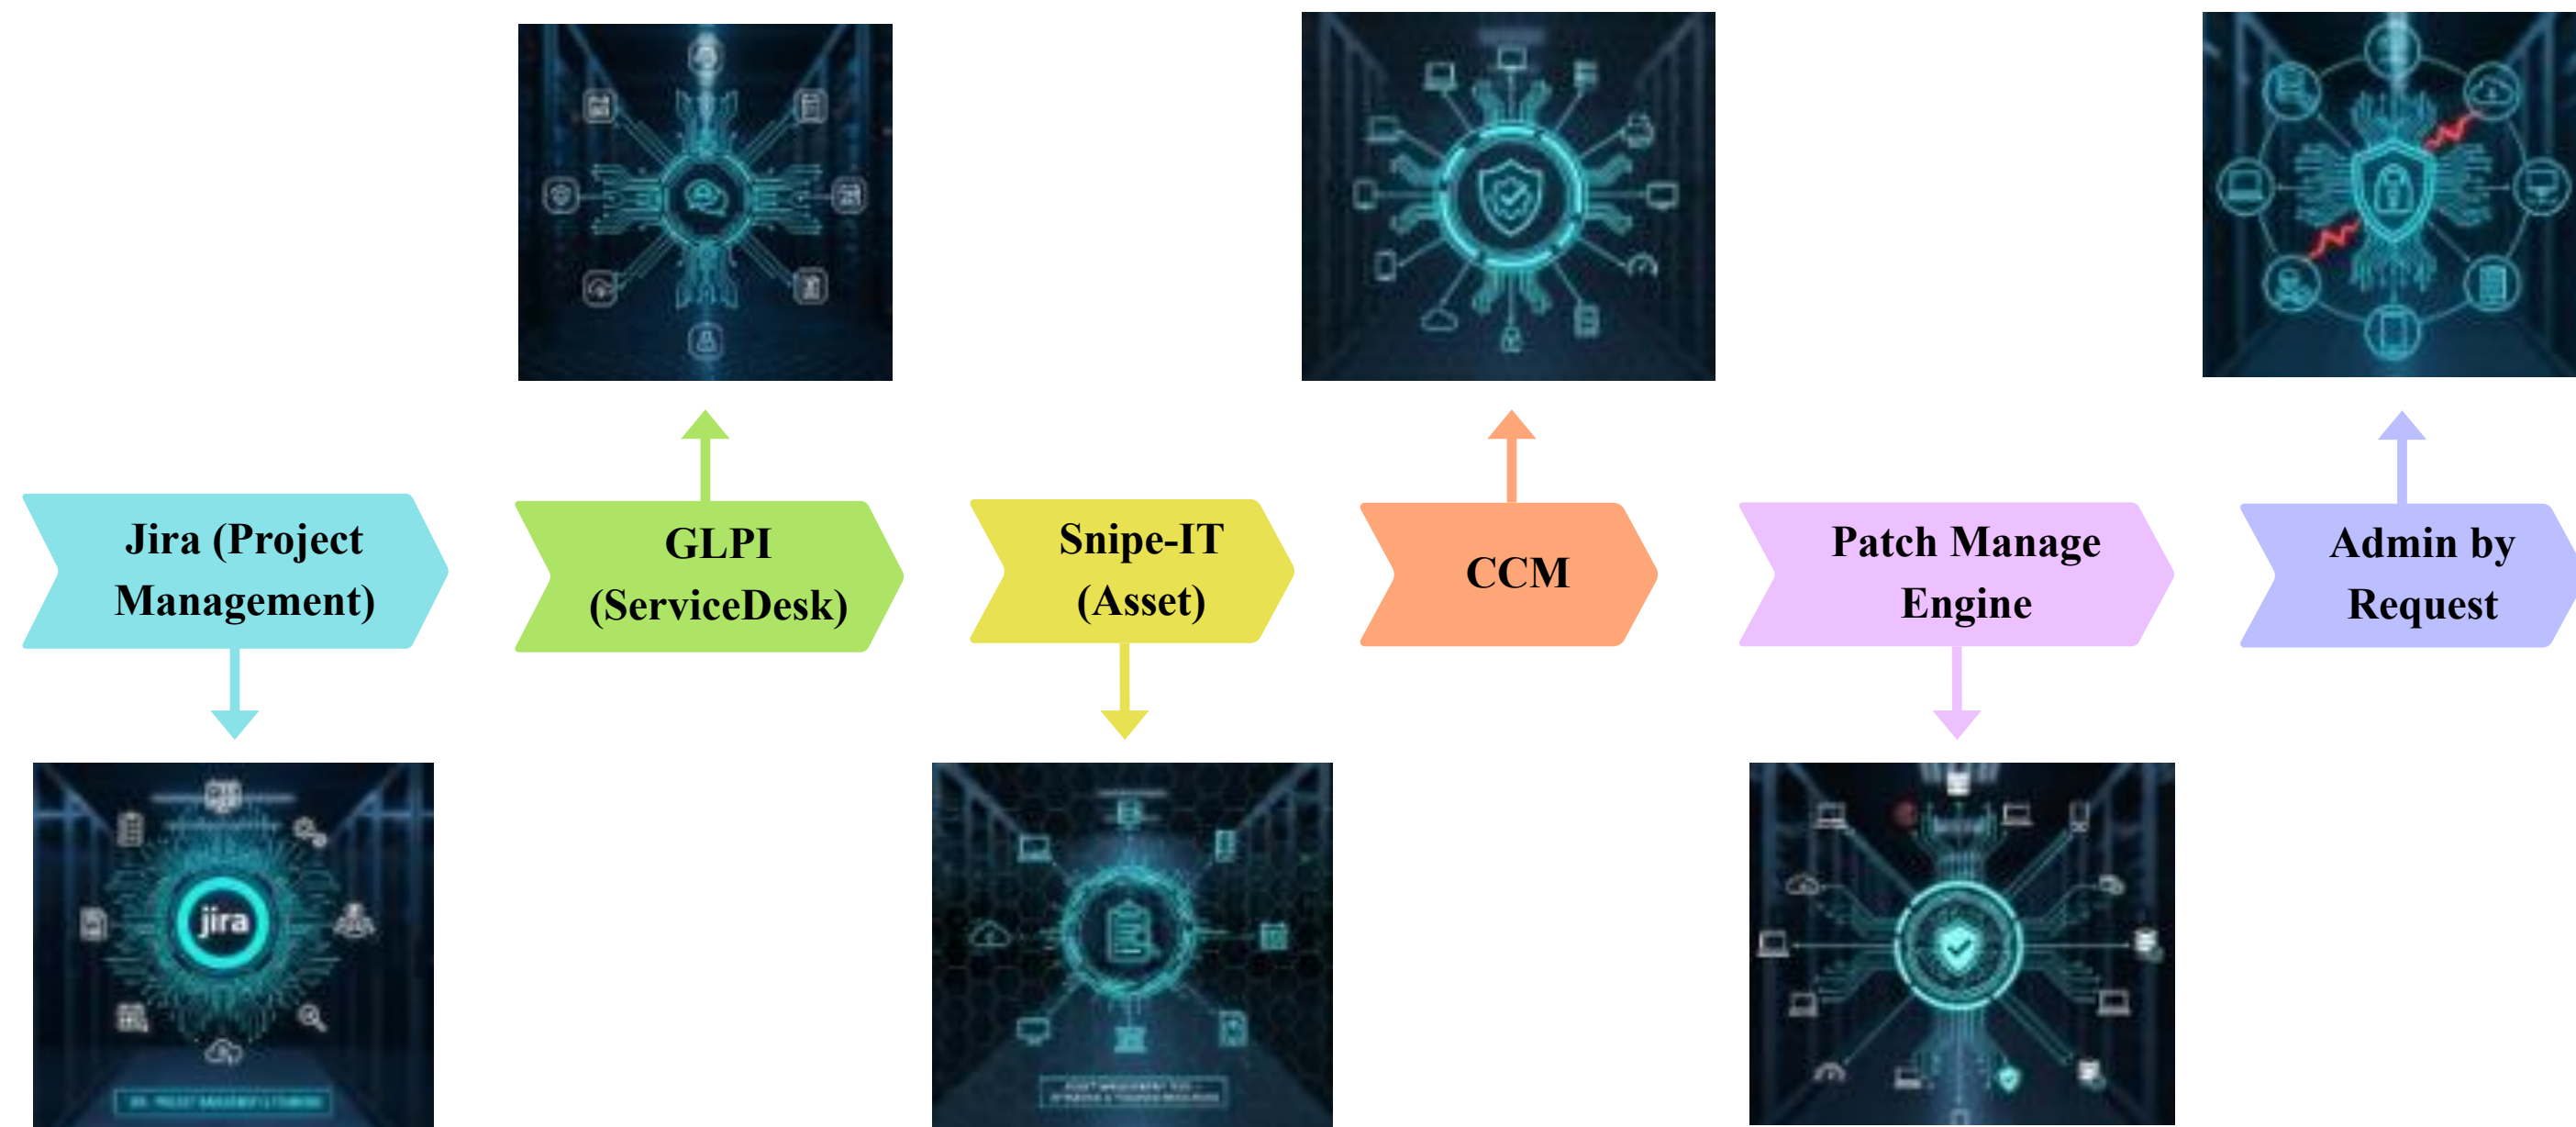 Jira (Project
Management)
GLPI
(ServiceDesk)
Snipe-IT
(Asset)
CCM
Patch Manage
Engine
Admin by
Request
jira